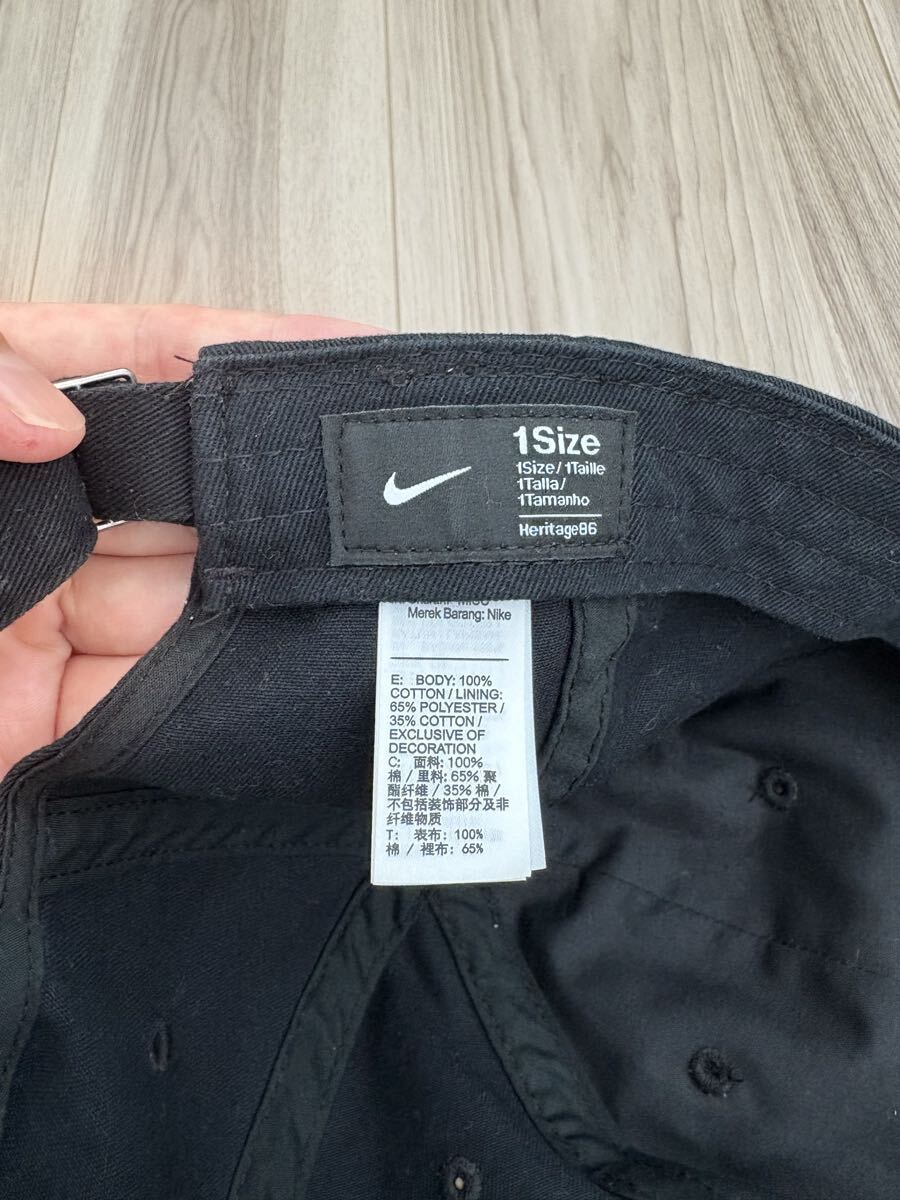 1Size
1Size/1Taille
1Talla/
1Tamanho
Heritage86
Merek Barang: Nike
E: BODY: 100%
COTTON / LINING:
65% POLYESTER /
35% COTTON /
EXCLUSIVE OF
DECORATION
C: 面料: 100%
棉 / 里料: 65% 聚
酯纤维 / 35% 棉 /
不包括装饰部分及非
纤维物质
T: 表布: 100%
棉 / 裡布: 65%